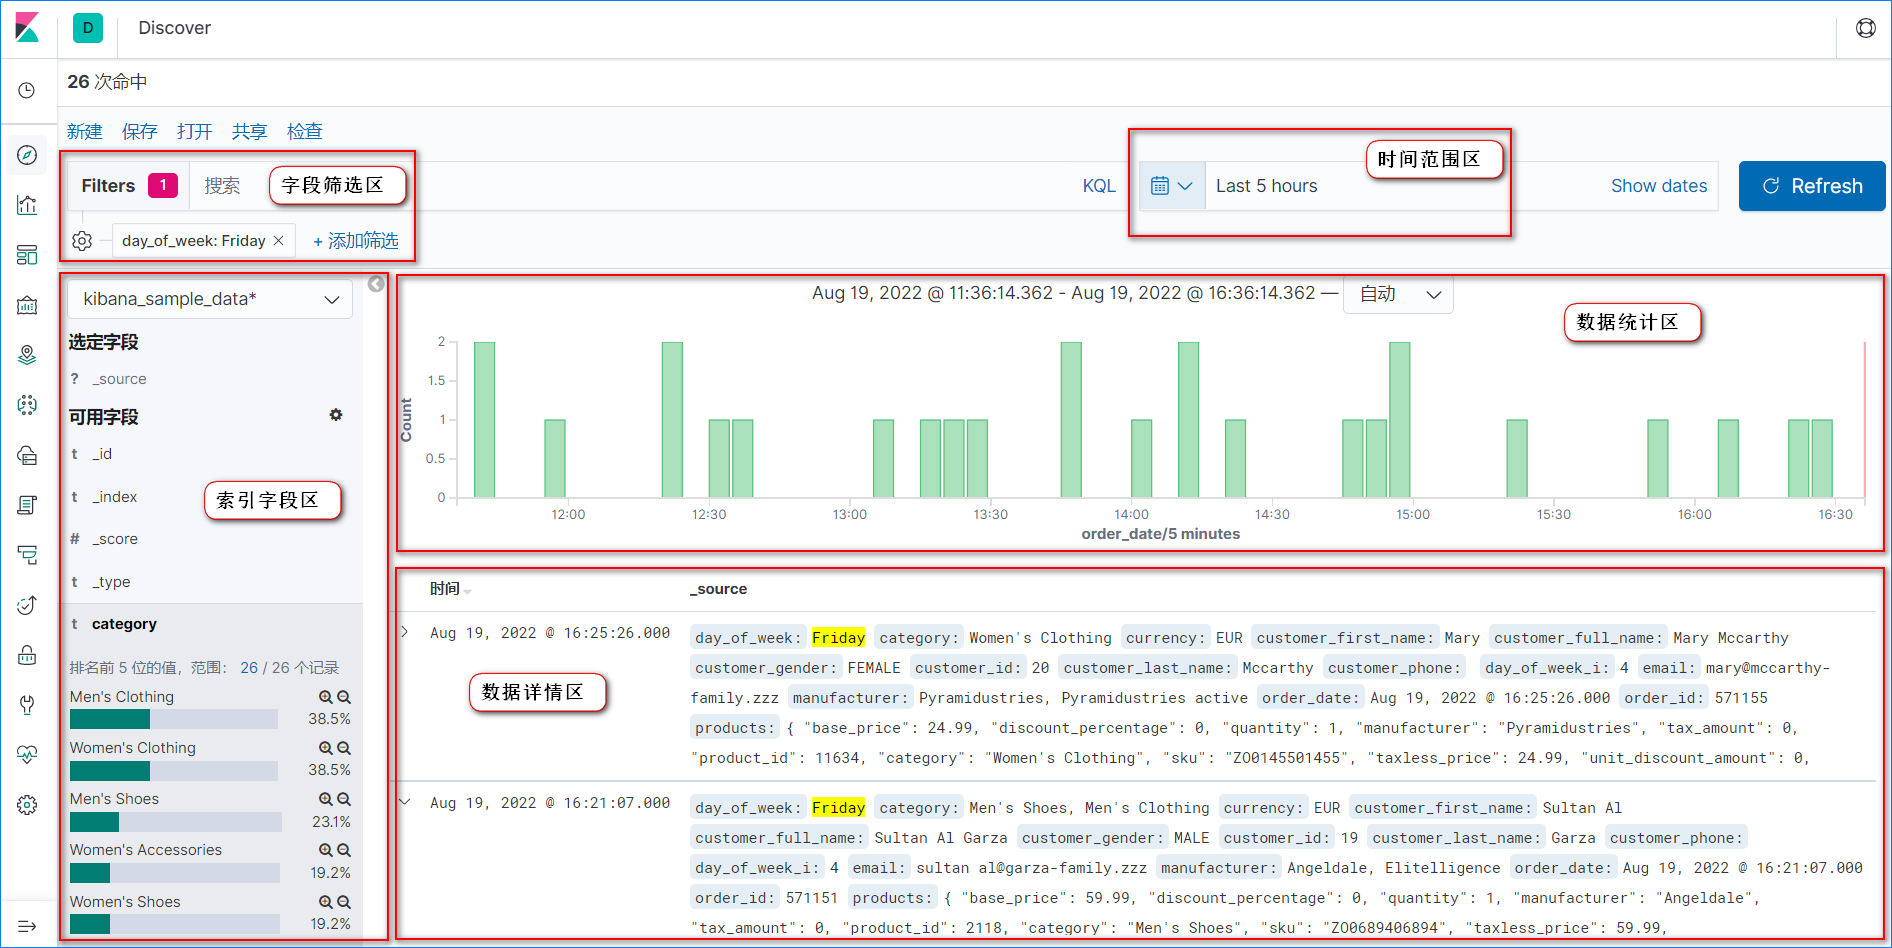 D Discover
26 次命中
新建 保存 打开 共享 检查
Filters 1 搜索 字段筛选区 KQL Last 5 hours 时间范围区 Show dates Refresh
day_of_week: Friday × + 添加筛选
kibana_sample_data*
选定字段
? _source
可用字段
t _id
t _index
索引字段区
# _score
t _type
t category
排名前 5 位的值，范围： 26 / 26 个记录
Men's Clothing
38.5%
Women's Clothing
38.5%
Men's Shoes
23.1%
Women's Accessories
19.2%
Women's Shoes
19.2%
Aug 19, 2022 @ 11:36:14.362 - Aug 19, 2022 @ 16:36:14.362 — 自动
数据统计区
Count
2
1.5
1
0.5
0
12:00 12:30 13:00 13:30 14:00 14:30 15:00 15:30 16:00 16:30
order_date/5 minutes
时间 _source
Aug 19, 2022 @ 16:25:26.000
day_of_week: Friday category: Women's Clothing currency: EUR customer_first_name: Mary customer_full_name: Mary Mccarthy
customer_gender: FEMALE customer_id: 20 customer_last_name: Mccarthy customer_phone: day_of_week_i: 4 email: mary@mccarthy-
family.zzz manufacturer: Pyramidustries, Pyramidustries active order_date: Aug 19, 2022 @ 16:25:26.000 order_id: 571155
products: { "base_price": 24.99, "discount_percentage": 0, "quantity": 1, "manufacturer": "Pyramidustries", "tax_amount": 0,
"product_id": 11634, "category": "Women's Clothing", "sku": "ZO0145501455", "taxless_price": 24.99, "unit_discount_amount": 0,
数据详情区
Aug 19, 2022 @ 16:21:07.000
day_of_week: Friday category: Men's Shoes, Men's Clothing currency: EUR customer_first_name: Sultan Al
customer_full_name: Sultan Al Garza customer_gender: MALE customer_id: 19 customer_last_name: Garza customer_phone:
day_of_week_i: 4 email: sultan al@garza-family.zzz manufacturer: Angeldale, Elitelligence order_date: Aug 19, 2022 @ 16:21:07.000
order_id: 571151 products: { "base_price": 59.99, "discount_percentage": 0, "quantity": 1, "manufacturer": "Angeldale",
"tax_amount": 0, "product_id": 2118, "category": "Men's Shoes", "sku": "ZO0689406894", "taxless_price": 59.99,